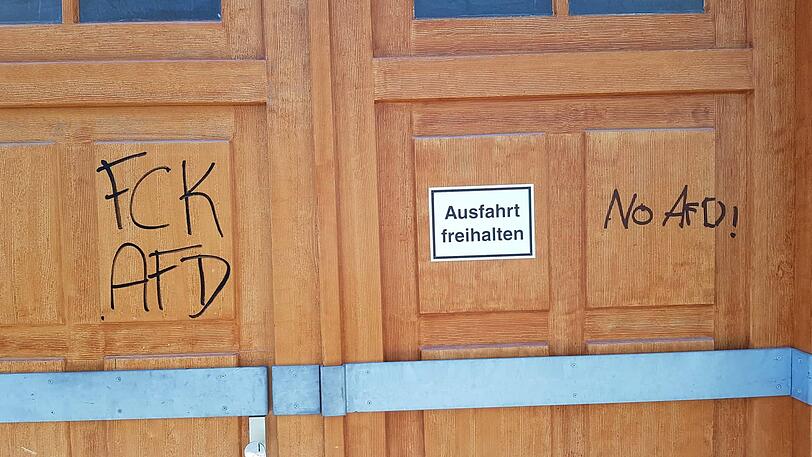 FCK
AFD
Ausfahrt
freihalten
No AFD!